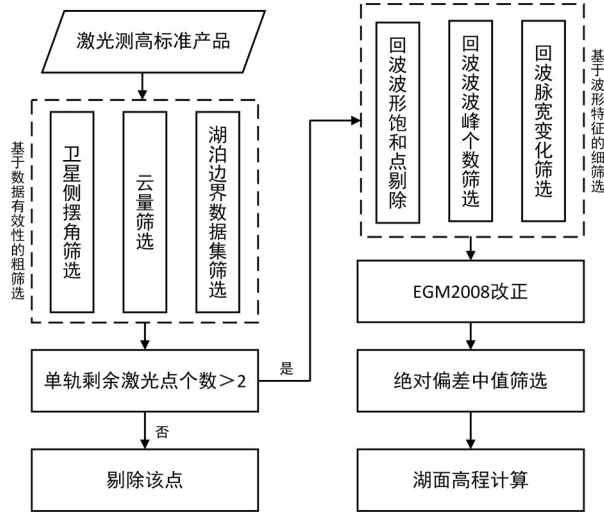 激光测高标准产品
基于数据有效性的粗筛选
卫星侧摆角筛选
云量筛选
湖泊边界数据集筛选
单轨剩余激光点个数＞2
是
否
剔除该点
回波波形饱和点剔除
回波波波峰个数筛选
回波脉宽变化筛选
基于波形特征的细筛选
EGM2008改正
绝对偏差中值筛选
湖面高程计算